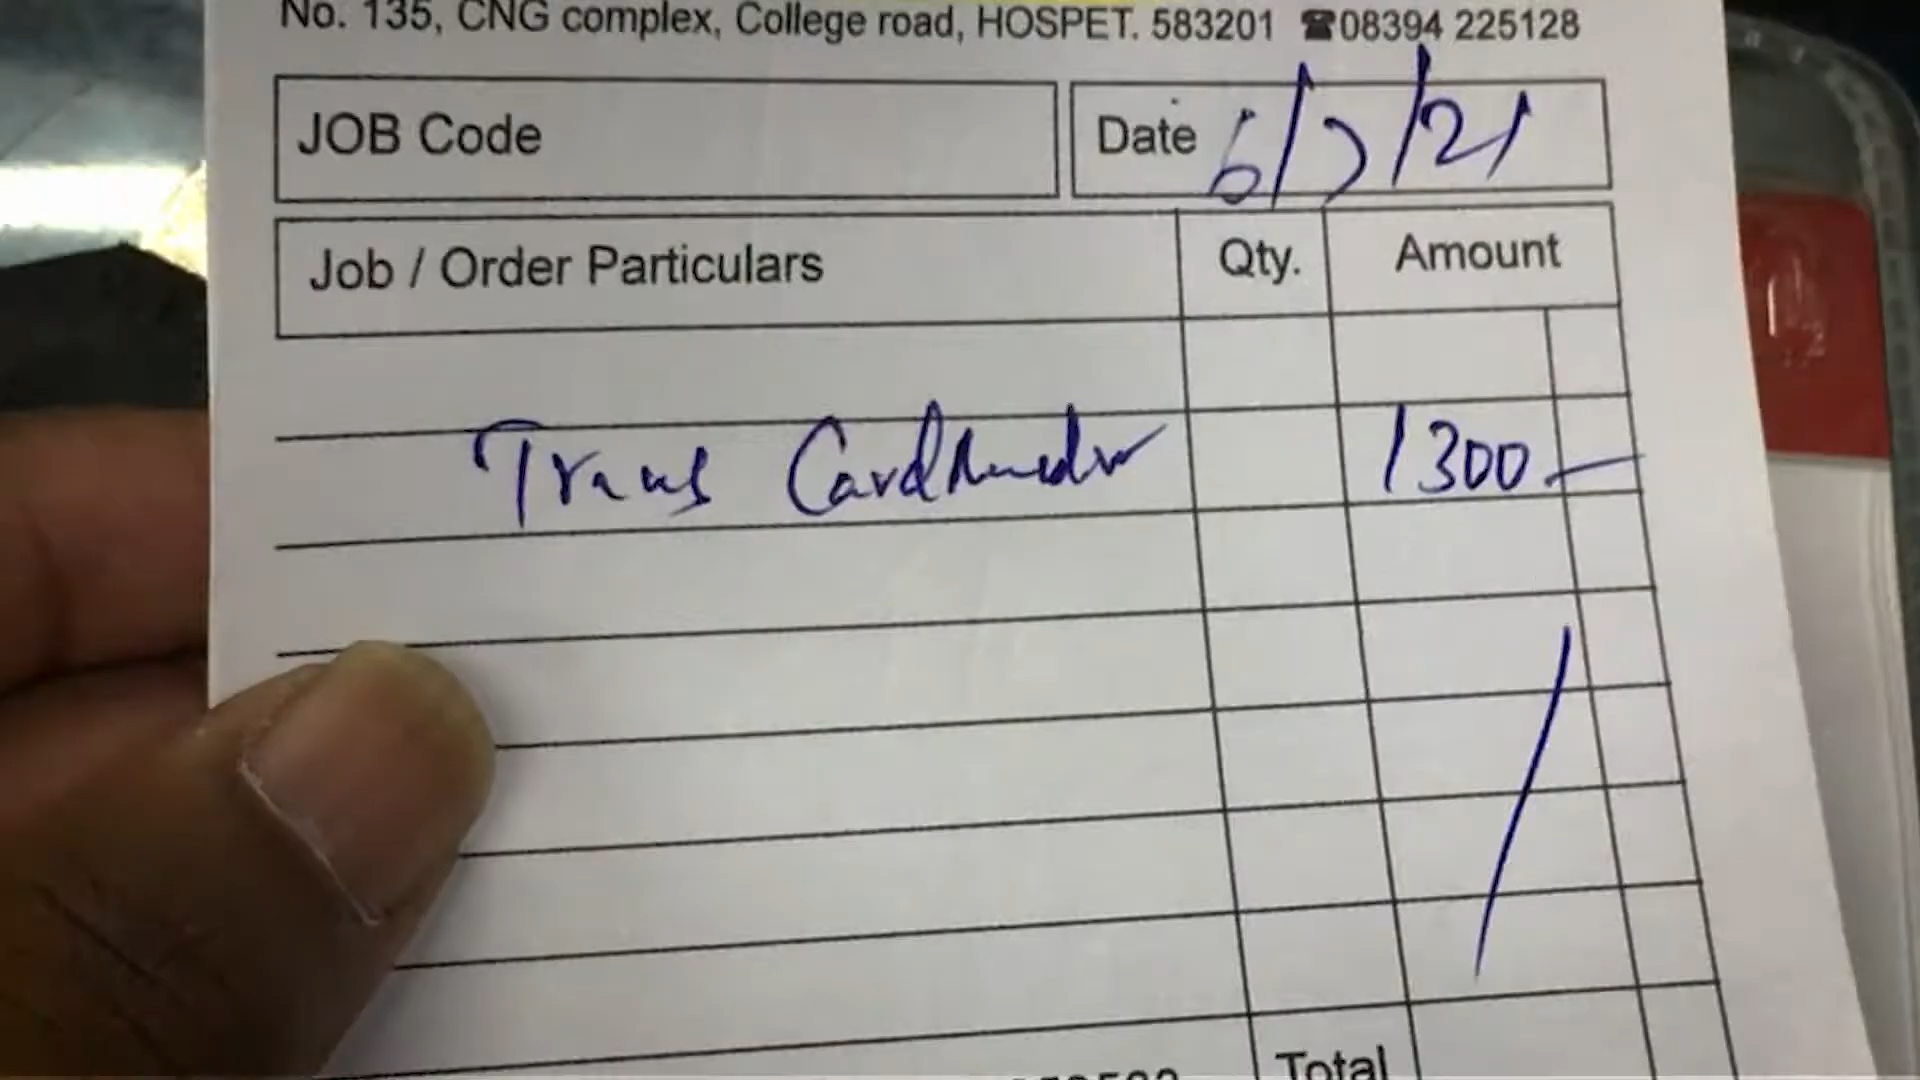 No. 135, CNG complex, College road, HOSPET. 583201 ☎08394 225128
JOB Code
Date 6/7/21
Job / Order Particulars Qty. Amount
Trans Card 1300 —
Total